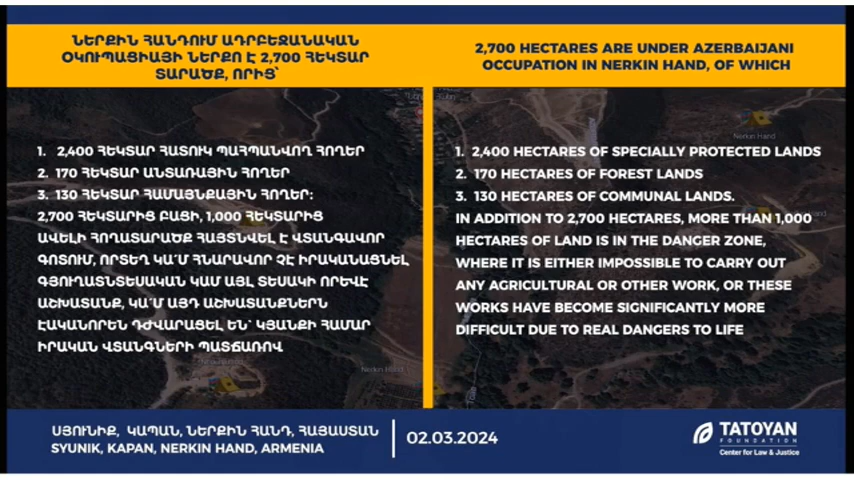 ՆԵՐՔԻՆ ՀԱՆԴՈՒՄ ԱԴՐԲԵՋԱՆԱԿԱՆ
ՕԿՈՒՊԱՑԻԱՅԻ ՆԵՐՔՈ Է 2,700 ՀԵԿՏԱՐ
ՏԱՐԱԾՔ, ՈՐԻՑ՝
1. 2,400 ՀԵԿՏԱՐ ՀԱՏՈՒԿ ՊԱՀՊԱՆՎՈՂ ՀՈՂԵՐ
2. 170 ՀԵԿՏԱՐ ԱՆՏԱՌԱՅԻՆ ՀՈՂԵՐ
3. 130 ՀԵԿՏԱՐ ՀԱՄԱՅՆՔԱՅԻՆ ՀՈՂԵՐ:
2,700 ՀԵԿՏԱՐԻՑ ԲԱՑԻ, 1,000 ՀԵԿՏԱՐԻՑ
ԱՎԵԼԻ ՀՈՂԱՏԱՐԱԾՔ ՀԱՅՏՆՎԵԼ Է ՎՏԱՆԳԱՎՈՐ
ԳՈՏՈՒՄ, ՈՐՏԵՂ ԿԱ՛Մ ՀՆԱՐԱՎՈՐ ՉԷ ԻՐԱԿԱՆԱՑՆԵԼ
ԳՅՈՒՂԱՏՆՏԵՍԱԿԱՆ ԿԱՄ ԱՅԼ ՏԵՍԱԿԻ ՈՐԵՎԷ
ԱՇԽԱՏԱՆՔ, ԿԱ՛Մ ԱՅԴ ԱՇԽԱՏԱՆՔՆԵՐՆ
ԷԱԿԱՆՈՐԵՆ ԴԺՎԱՐԱՑԵԼ ԵՆ՝ ԿՅԱՆՔԻ ՀԱՄԱՐ
ԻՐԱԿԱՆ ՎՏԱՆԳՆԵՐԻ ՊԱՏՃԱՌՈՎ
2,700 HECTARES ARE UNDER AZERBAIJANI
OCCUPATION IN NERKIN HAND, OF WHICH
Nerkin Hand
1. 2,400 HECTARES OF SPECIALLY PROTECTED LANDS
2. 170 HECTARES OF FOREST LANDS
3. 130 HECTARES OF COMMUNAL LANDS.
IN ADDITION TO 2,700 HECTARES, MORE THAN 1,000
HECTARES OF LAND IS IN THE DANGER ZONE,
WHERE IT IS EITHER IMPOSSIBLE TO CARRY OUT
ANY AGRICULTURAL OR OTHER WORK, OR THESE
WORKS HAVE BECOME SIGNIFICANTLY MORE
DIFFICULT DUE TO REAL DANGERS TO LIFE
Nerkin Hand
ՍՅՈՒՆԻՔ, ԿԱՊԱՆ, ՆԵՐՔԻՆ ՀԱՆԴ, ՀԱՅԱՍՏԱՆ
SYUNIK, KAPAN, NERKIN HAND, ARMENIA
02.03.2024
TATOYAN
FOUNDATION
Center for Law & Justice